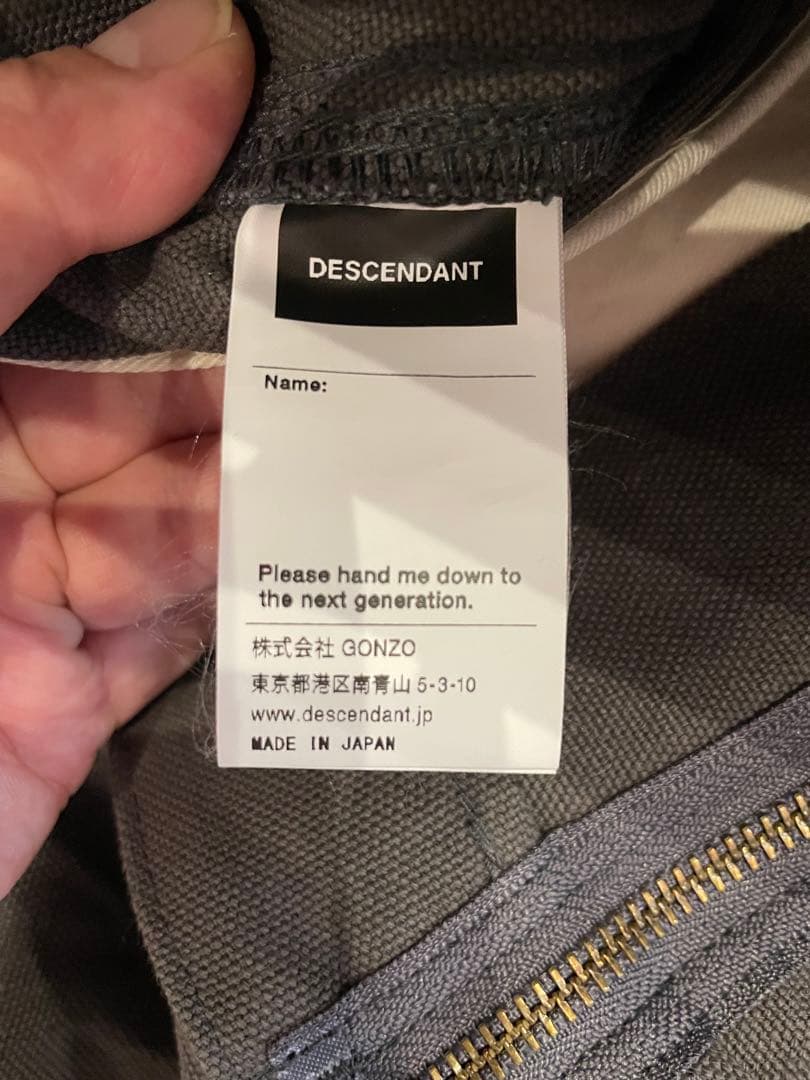 DESCENDANT
Name:
Please hand me down to
the next generation.
株式会社 GONZO
東京都港区南青山 5-3-10
www.descendant.jp
MADE IN JAPAN